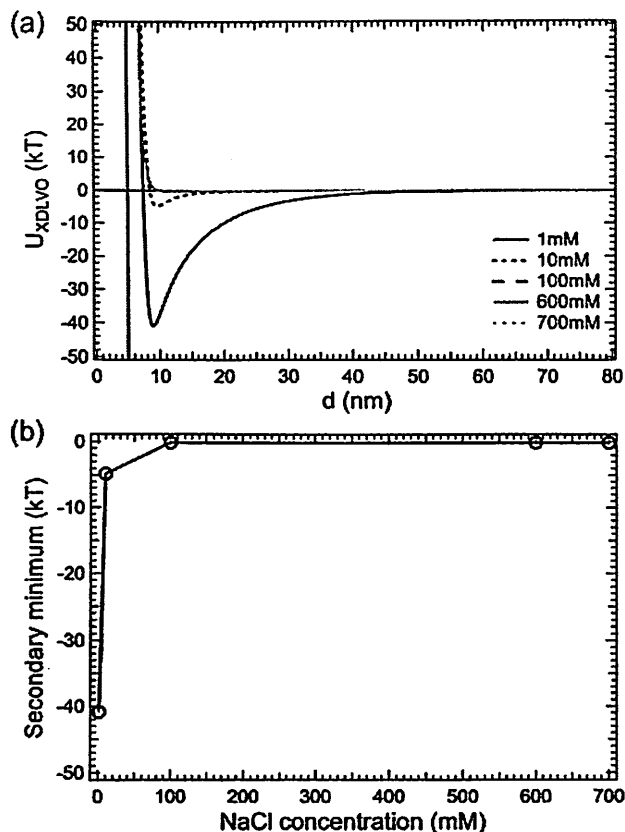 (a)
50
40
30
20
10
0
-10
-20
-30
-40
-50
U_XDLVO (kT)
1mM
10mM
100mM
600mM
700mM
0 10 20 30 40 50 60 70 80
d (nm)
(b)
0
-10
-20
-30
-40
-50
Secondary minimum (kT)
0 100 200 300 400 500 600 700
NaCl concentration (mM)